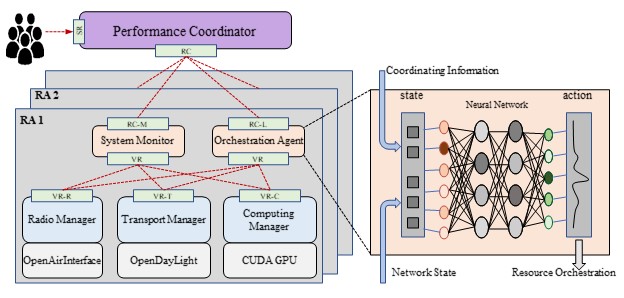 SR
Performance Coordinator
RC
RA 2
RA 1
RC-M
System Monitor
VR
RC-L
Orchestration Agent
VR
VR-R
Radio Manager
VR-T
Transport Manager
VR-C
Computing
Manager
OpenAirInterface
OpenDayLight
CUDA GPU
Coordinating Information
state
Neural Network
action
Network State
Resource Orchestration